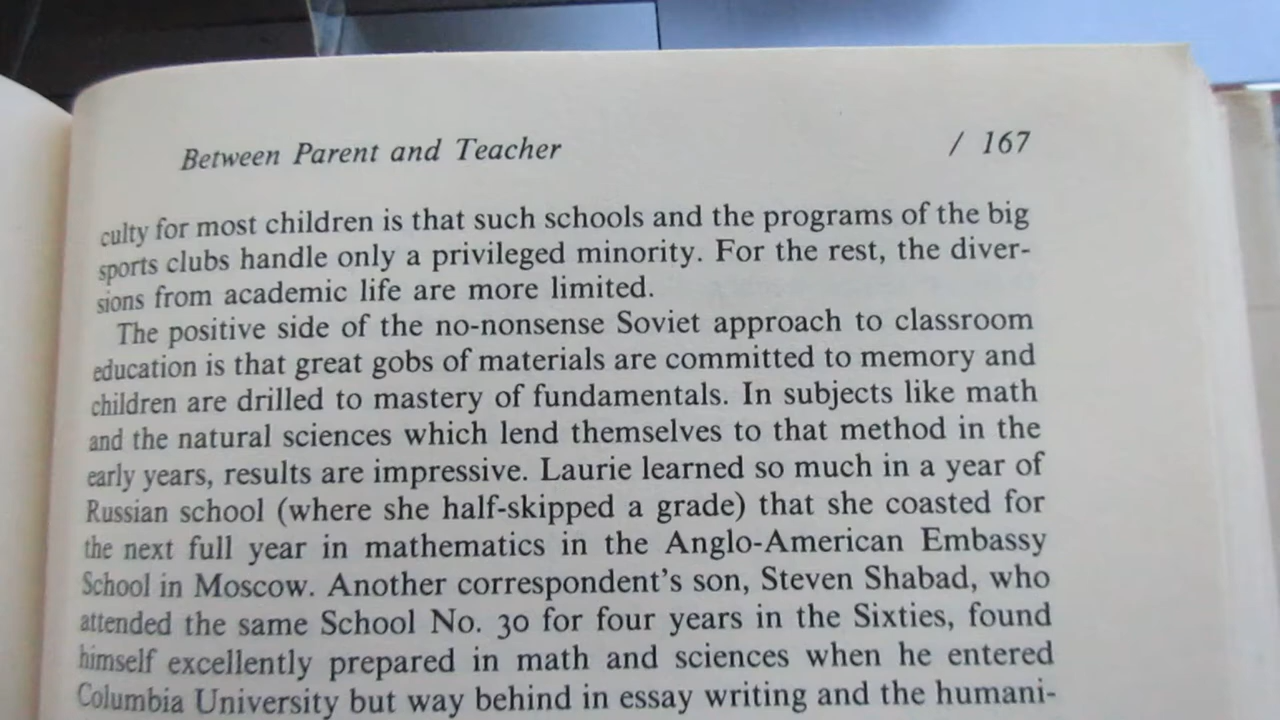 Between Parent and Teacher / 167
culty for most children is that such schools and the programs of the big
sports clubs handle only a privileged minority. For the rest, the diver-
sions from academic life are more limited.
The positive side of the no-nonsense Soviet approach to classroom
education is that great gobs of materials are committed to memory and
children are drilled to mastery of fundamentals. In subjects like math
and the natural sciences which lend themselves to that method in the
early years, results are impressive. Laurie learned so much in a year of
Russian school (where she half-skipped a grade) that she coasted for
the next full year in mathematics in the Anglo-American Embassy
School in Moscow. Another correspondent's son, Steven Shabad, who
attended the same School No. 30 for four years in the Sixties, found
himself excellently prepared in math and sciences when he entered
Columbia University but way behind in essay writing and the humani-